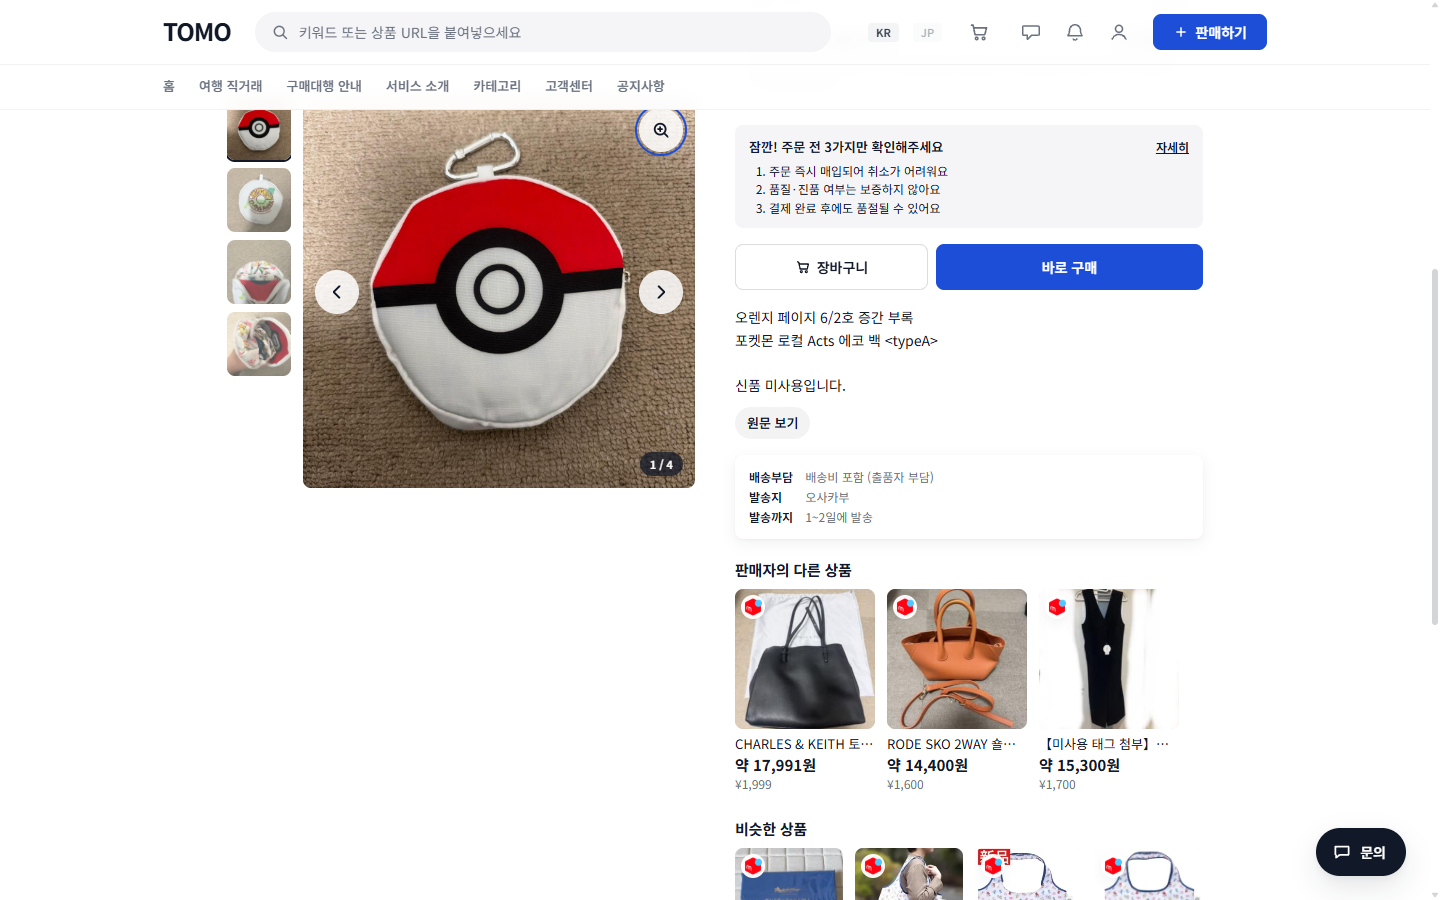 TOMO
키워드 또는 상품 URL을 붙여넣으세요
KR
JP
판매하기
홈
여행 직거래
구매대행 안내
서비스 소개
카테고리
고객센터
공지사항
1 / 4
잠깐! 주문 전 3가지만 확인해주세요
자세히
1. 주문 즉시 매입되어 취소가 어려워요
2. 품질·진품 여부는 보증하지 않아요
3. 결제 완료 후에도 품절될 수 있어요
장바구니
바로 구매
오렌지 페이지 6/2호 증간 부록
포켓몬 로컬 Acts 에코 백 <typeA>
신품 미사용입니다.
원문 보기
배송부담 배송비 포함 (출품자 부담)
발송지 오사카부
발송까지 1~2일에 발송
판매자의 다른 상품
CHARLES & KEITH 토…
약 17,991원
¥1,999
RODE SKO 2WAY 숄…
약 14,400원
¥1,600
【미사용 태그 첨부】 …
약 15,300원
¥1,700
비슷한 상품
문의